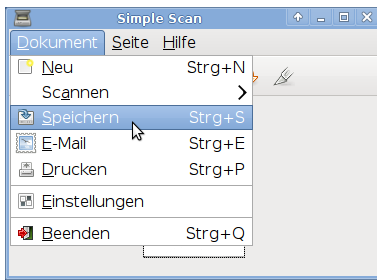 Simple Scan
Dokument Seite Hilfe
Neu Strg+N
Scannen
Speichern Strg+S
E-Mail Strg+E
Drucken Strg+P
Einstellungen
Beenden Strg+Q